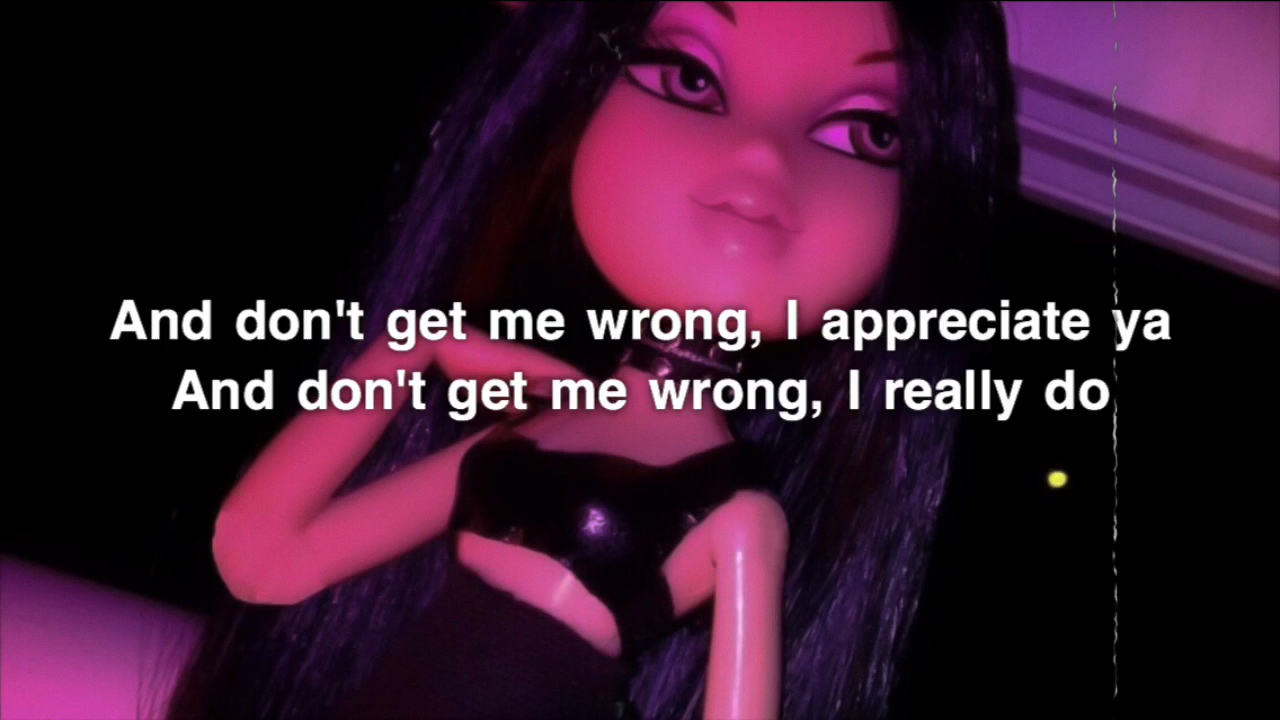 And don't get me wrong, I appreciate ya
And don't get me wrong, I really do